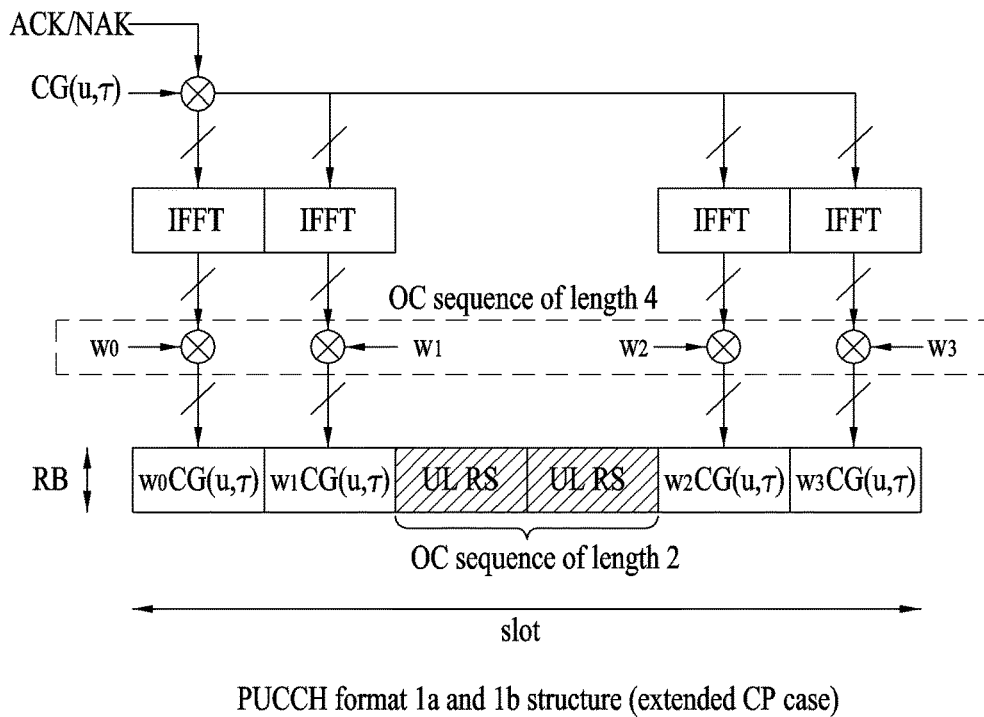 ACK/NAK
CG(u,τ)
IFFT IFFT IFFT IFFT
OC sequence of length 4
w0 w1 w2 w3
RB w0CG(u,τ) w1CG(u,τ) UL RS UL RS w2CG(u,τ) w3CG(u,τ)
OC sequence of length 2
slot
PUCCH format 1a and 1b structure (extended CP case)